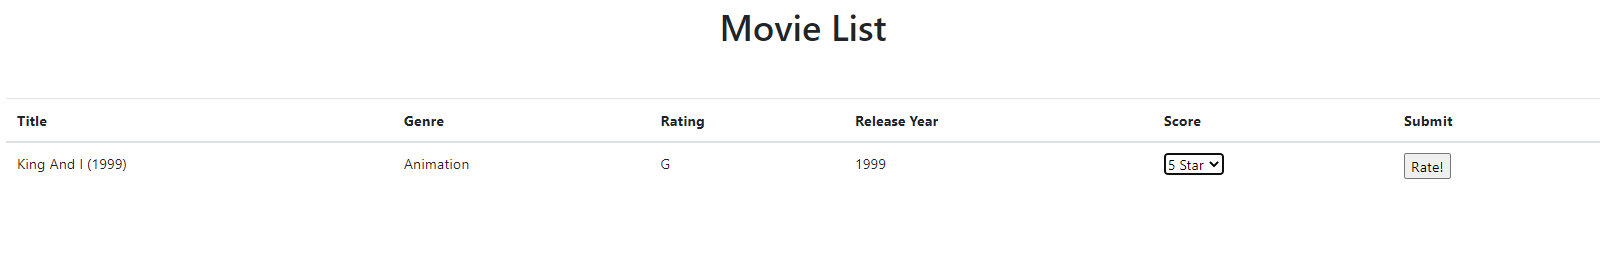 Movie List
Title Genre Rating Release Year Score Submit
King And I (1999) Animation G 1999 5 Star Rate!